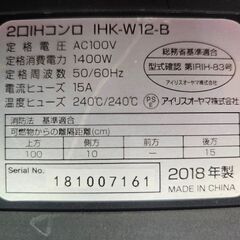 2口IHコンロ IHK-W12-B
定格電圧 AC100V
定格消費電力 1400W
定格周波数 50/60Hz
電流ヒューズ 15A
温度ヒューズ 240℃/240℃
総務省基準適合
型式確認 第IRIH-83号
PSE
アイリスオーヤマ株式会社
消防法 基準適合
可燃物からの離隔距離(cm)
上方 側方 前方 後方
100 10 － 15
Serial No.
181007161
2018年製
MADE IN CHINA